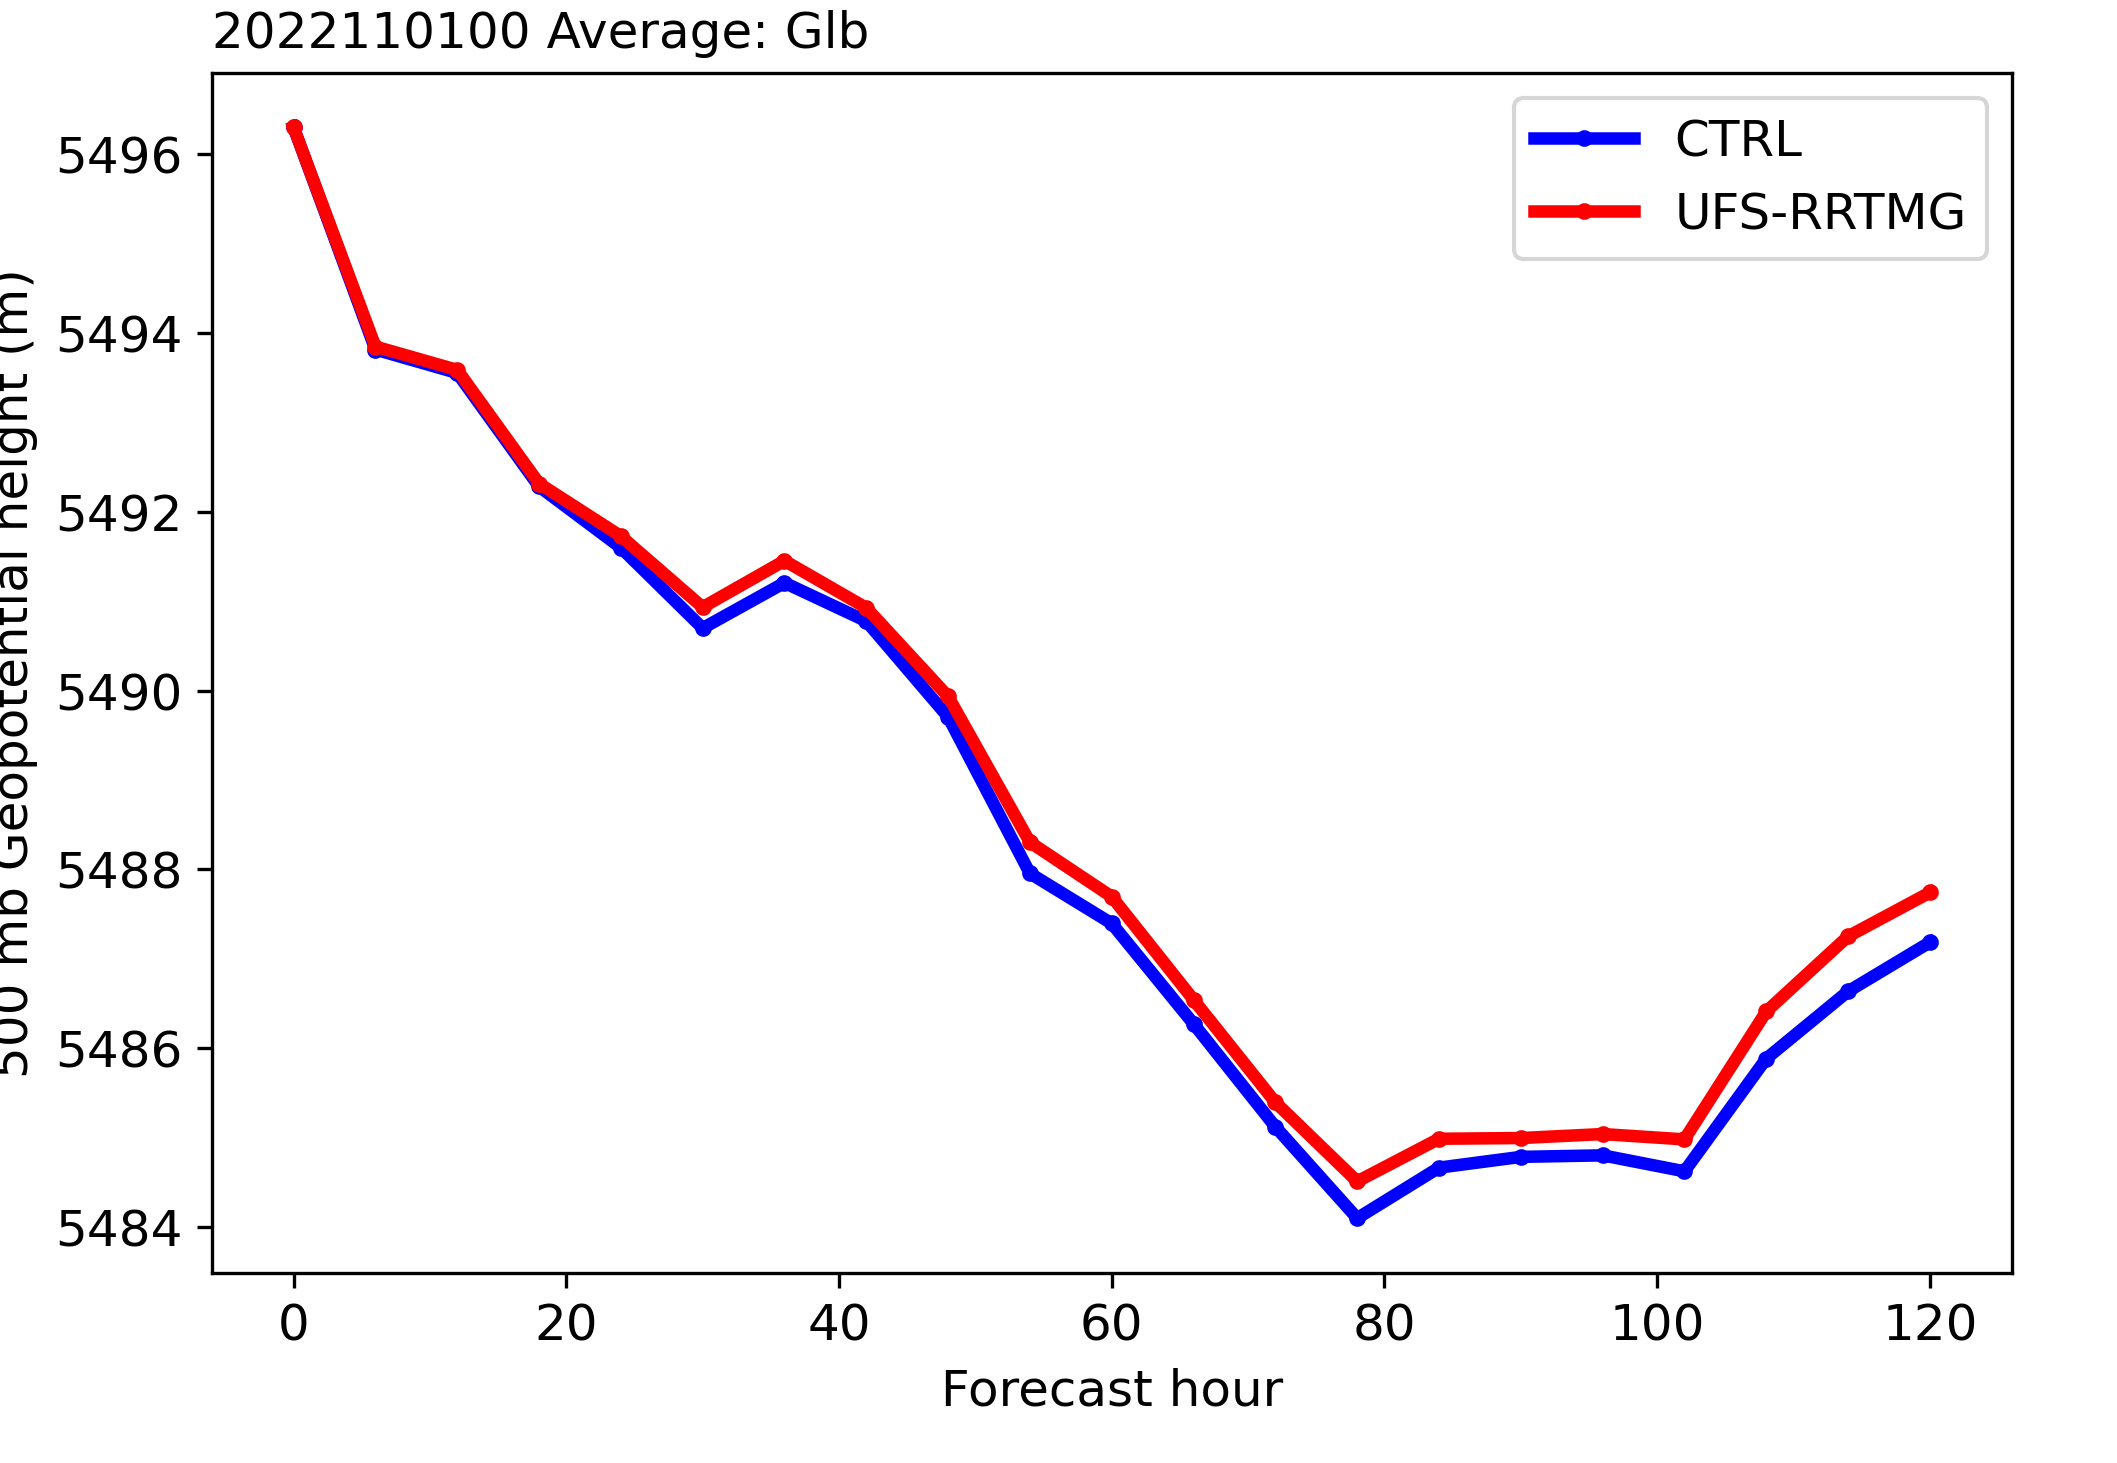 2022110100 Average: Glb
CTRL
UFS-RRTMG
500 mb Geopotential height (m)
5496
5494
5492
5490
5488
5486
5484
0 20 40 60 80 100 120
Forecast hour